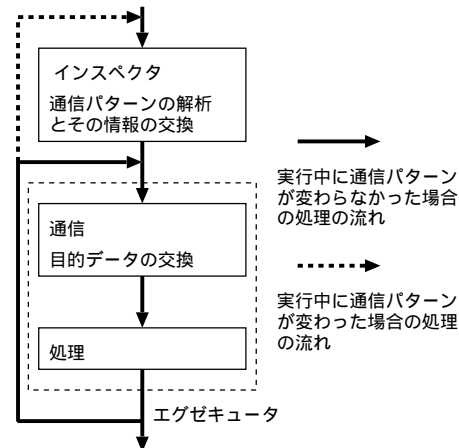 インスペクタ
通信パターンの解析
とその情報の交換
通信
目的データの交換
処理
エグゼキュータ
実行中に通信パターン
が変わらなかった場合
の処理の流れ
実行中に通信パターン
が変わった場合の処理
の流れ